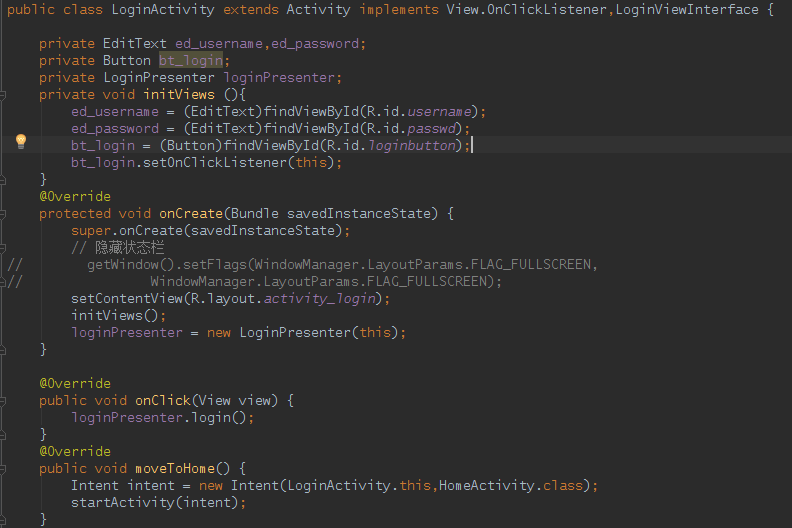 public class LoginActivity extends Activity implements View.OnClickListener,LoginViewInterface {
private EditText ed_username,ed_password;
private Button bt_login;
private LoginPresenter loginPresenter;
private void initViews (){
ed_username = (EditText)findViewById(R.id.username);
ed_password = (EditText)findViewById(R.id.passwd);
bt_login = (Button)findViewById(R.id.loginbutton);
bt_login.setOnClickListener(this);
}
@Override
protected void onCreate(Bundle savedInstanceState) {
super.onCreate(savedInstanceState);
// 隐藏状态栏
// getWindow().setFlags(WindowManager.LayoutParams.FLAG_FULLSCREEN,
// WindowManager.LayoutParams.FLAG_FULLSCREEN);
setContentView(R.layout.activity_login);
initViews();
loginPresenter = new LoginPresenter(this);
}
@Override
public void onClick(View view) {
loginPresenter.login();
}
@Override
public void moveToHome() {
Intent intent = new Intent(LoginActivity.this,HomeActivity.class);
startActivity(intent);
}